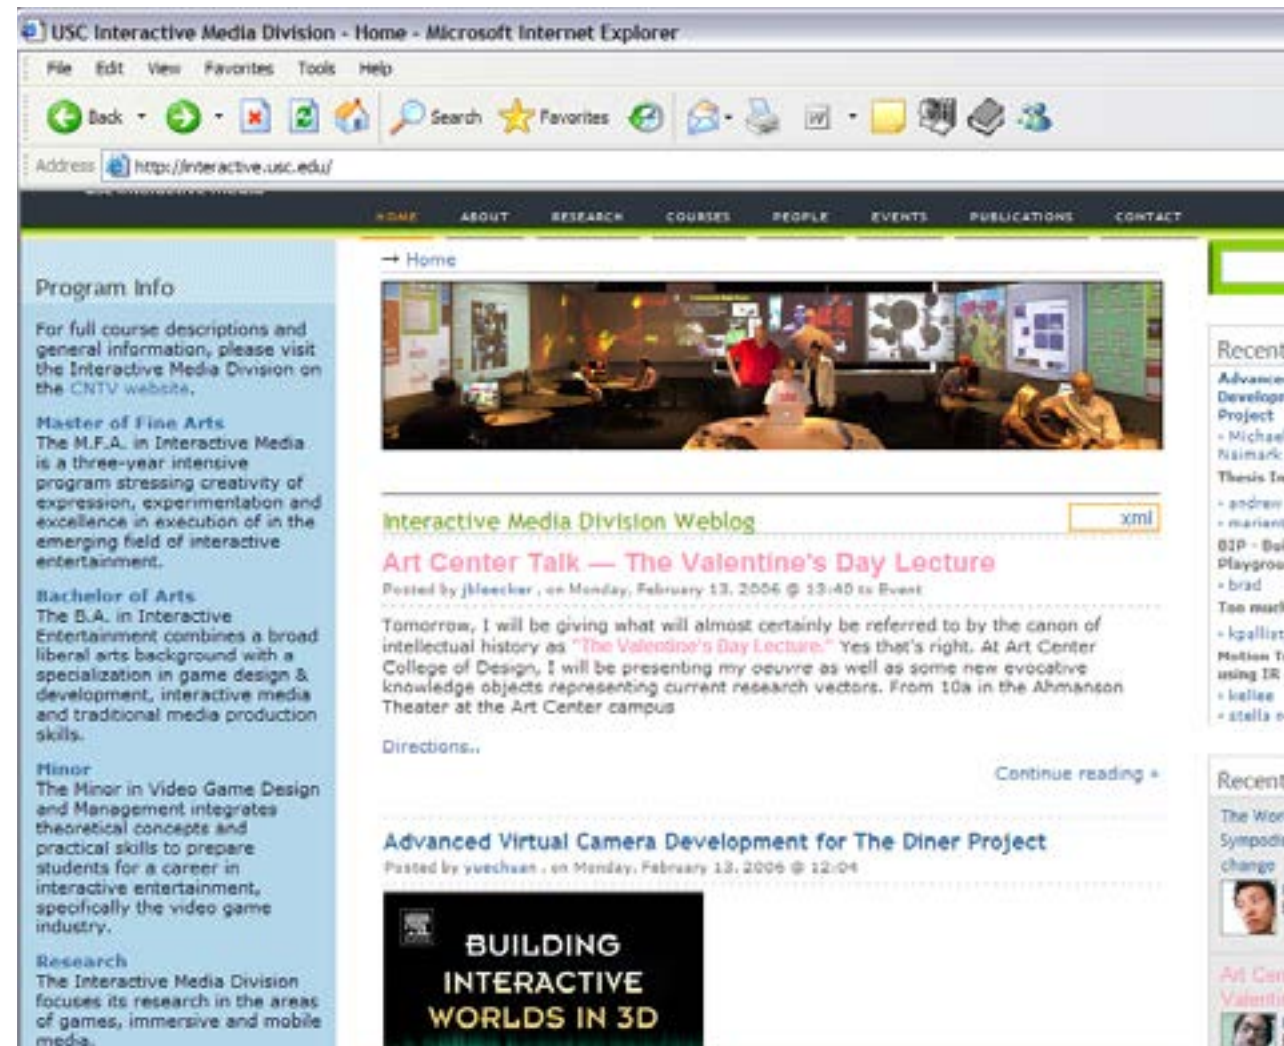 USC Interactive Media Division - Home - Microsoft Internet Explorer
File Edit View Favorites Tools Help
Back Search Favorites
Address http://interactive.usc.edu/
HOME ABOUT RESEARCH COURSES PEOPLE EVENTS PUBLICATIONS CONTACT
Program Info
For full course descriptions and
general information, please visit
the Interactive Media Division on
the CNTV website.
Master of Fine Arts
The M.F.A. in Interactive Media
is a three-year intensive
program stressing creativity of
expression, experimentation and
excellence in execution of in the
emerging field of interactive
entertainment.
Bachelor of Arts
The B.A. in Interactive
Entertainment combines a broad
liberal arts background with a
specialization in game design &
development, interactive media
and traditional media production
skills.
Minor
The Minor in Video Game Design
and Management integrates
theoretical concepts and
practical skills to prepare
students for a career in
interactive entertainment,
specifically the video game
industry.
Research
The Interactive Media Division
focuses its research in the areas
of games, immersive and mobile
media.
→ Home
Interactive Media Division Weblog
xml
Art Center Talk — The Valentine's Day Lecture
Posted by jbleecker , on Monday, February 13, 2006 @ 13:40 to Event
Tomorrow, I will be giving what will almost certainly be referred to by the canon of
intellectual history as "The Valentine's Day Lecture." Yes that's right. At Art Center
College of Design, I will be presenting my oeuvre as well as some new evocative
knowledge objects representing current research vectors. From 10a in the Ahmanson
Theater at the Art Center campus
Directions..
Continue reading »
Advanced Virtual Camera Development for The Diner Project
Posted by yuechuan , on Monday, February 13, 2006 @ 12:04
BUILDING
INTERACTIVE
WORLDS IN 3D
Recent
Project
- Michael
Naimark
- andrew
- brad
Too much
using IR
- kellee
Recent
change